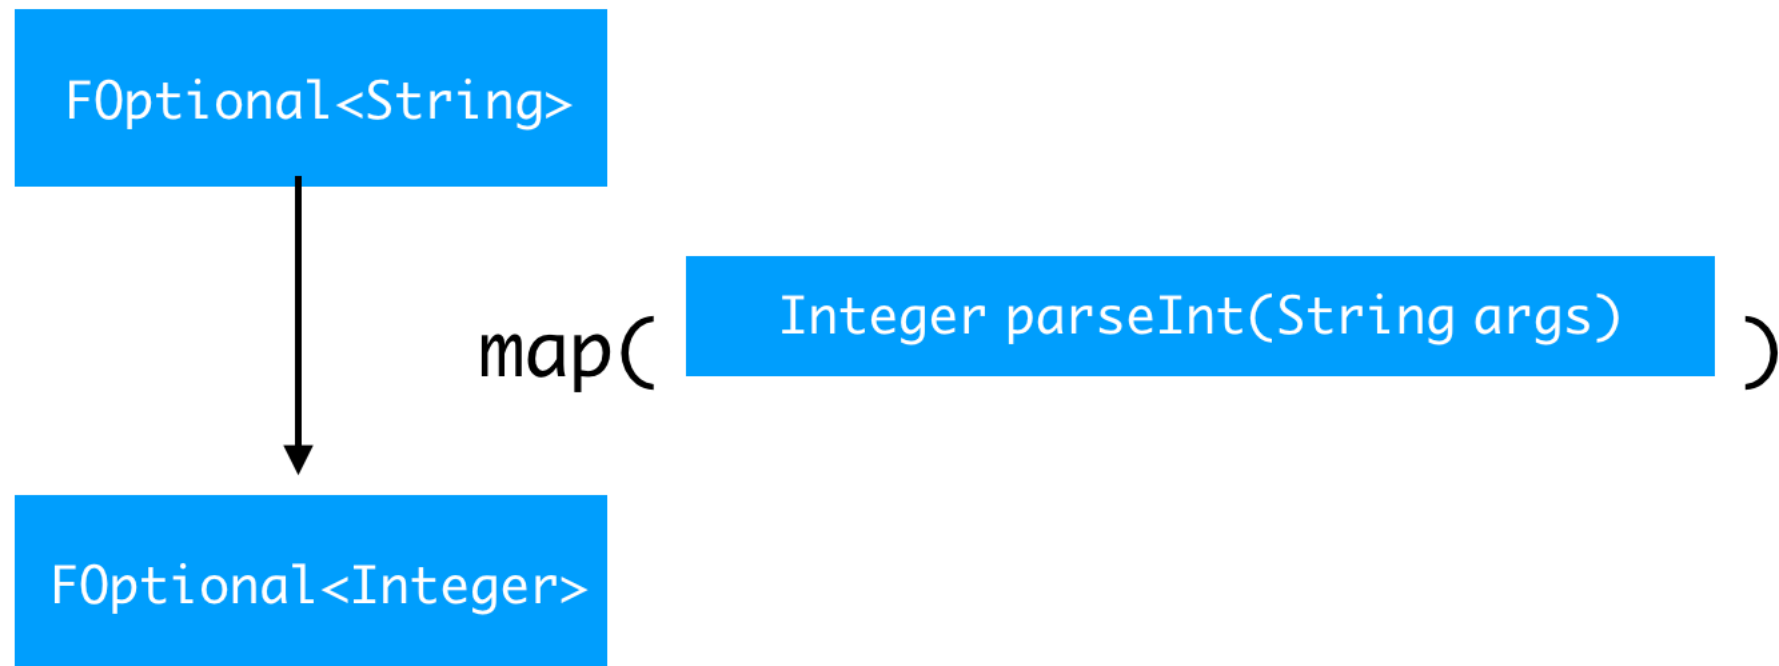 FOptional<String>
map( Integer parseInt(String args) )
FOptional<Integer>